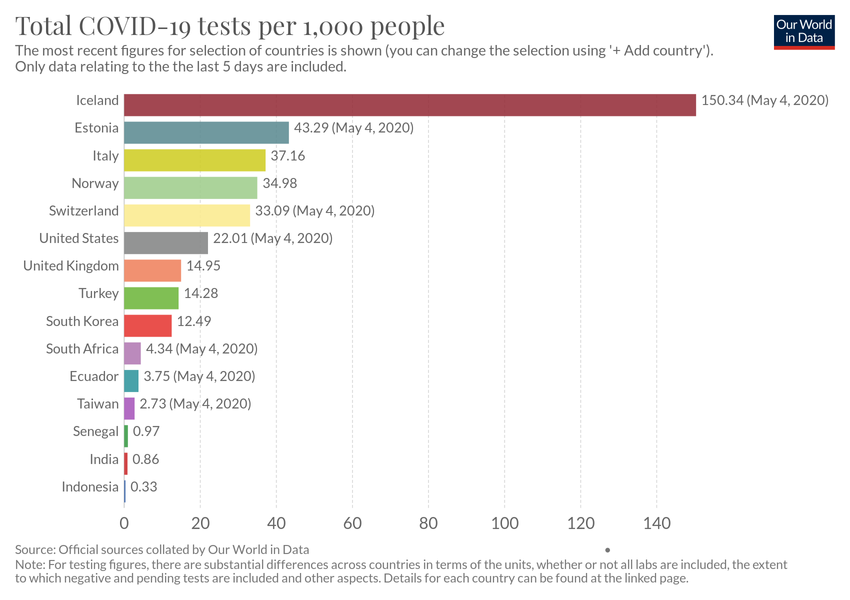 Total COVID-19 tests per 1,000 people
Our World
in Data
The most recent figures for selection of countries is shown (you can change the selection using '+ Add country').
Only data relating to the the last 5 days are included.
Iceland 150.34 (May 4, 2020)
Estonia 43.29 (May 4, 2020)
Italy 37.16
Norway 34.98
Switzerland 33.09 (May 4, 2020)
United States 22.01 (May 4, 2020)
United Kingdom 14.95
Turkey 14.28
South Korea 12.49
South Africa 4.34 (May 4, 2020)
Ecuador 3.75 (May 4, 2020)
Taiwan 2.73 (May 4, 2020)
Senegal 0.97
India 0.86
Indonesia 0.33
0 20 40 60 80 100 120 140
Source: Official sources collated by Our World in Data •
Note: For testing figures, there are substantial differences across countries in terms of the units, whether or not all labs are included, the extent
to which negative and pending tests are included and other aspects. Details for each country can be found at the linked page.